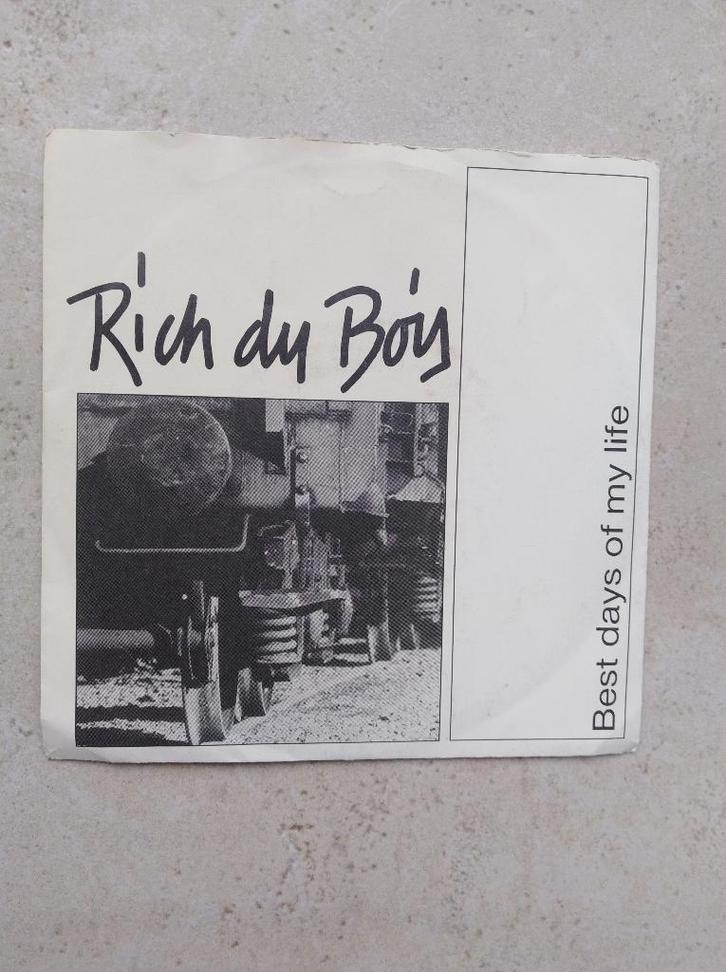 Rich du Bois
Best days of my life